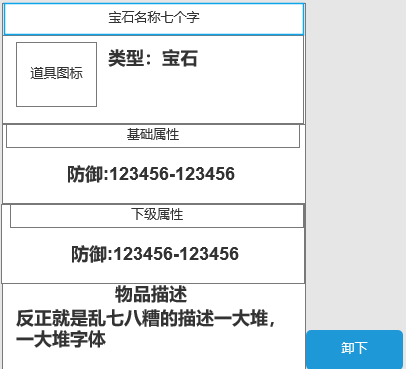 宝石名称七个字
道具图标
类型：宝石
基础属性
防御:123456-123456
下级属性
防御:123456-123456
物品描述
反正就是乱七八糟的描述一大堆，
一大堆字体
卸下